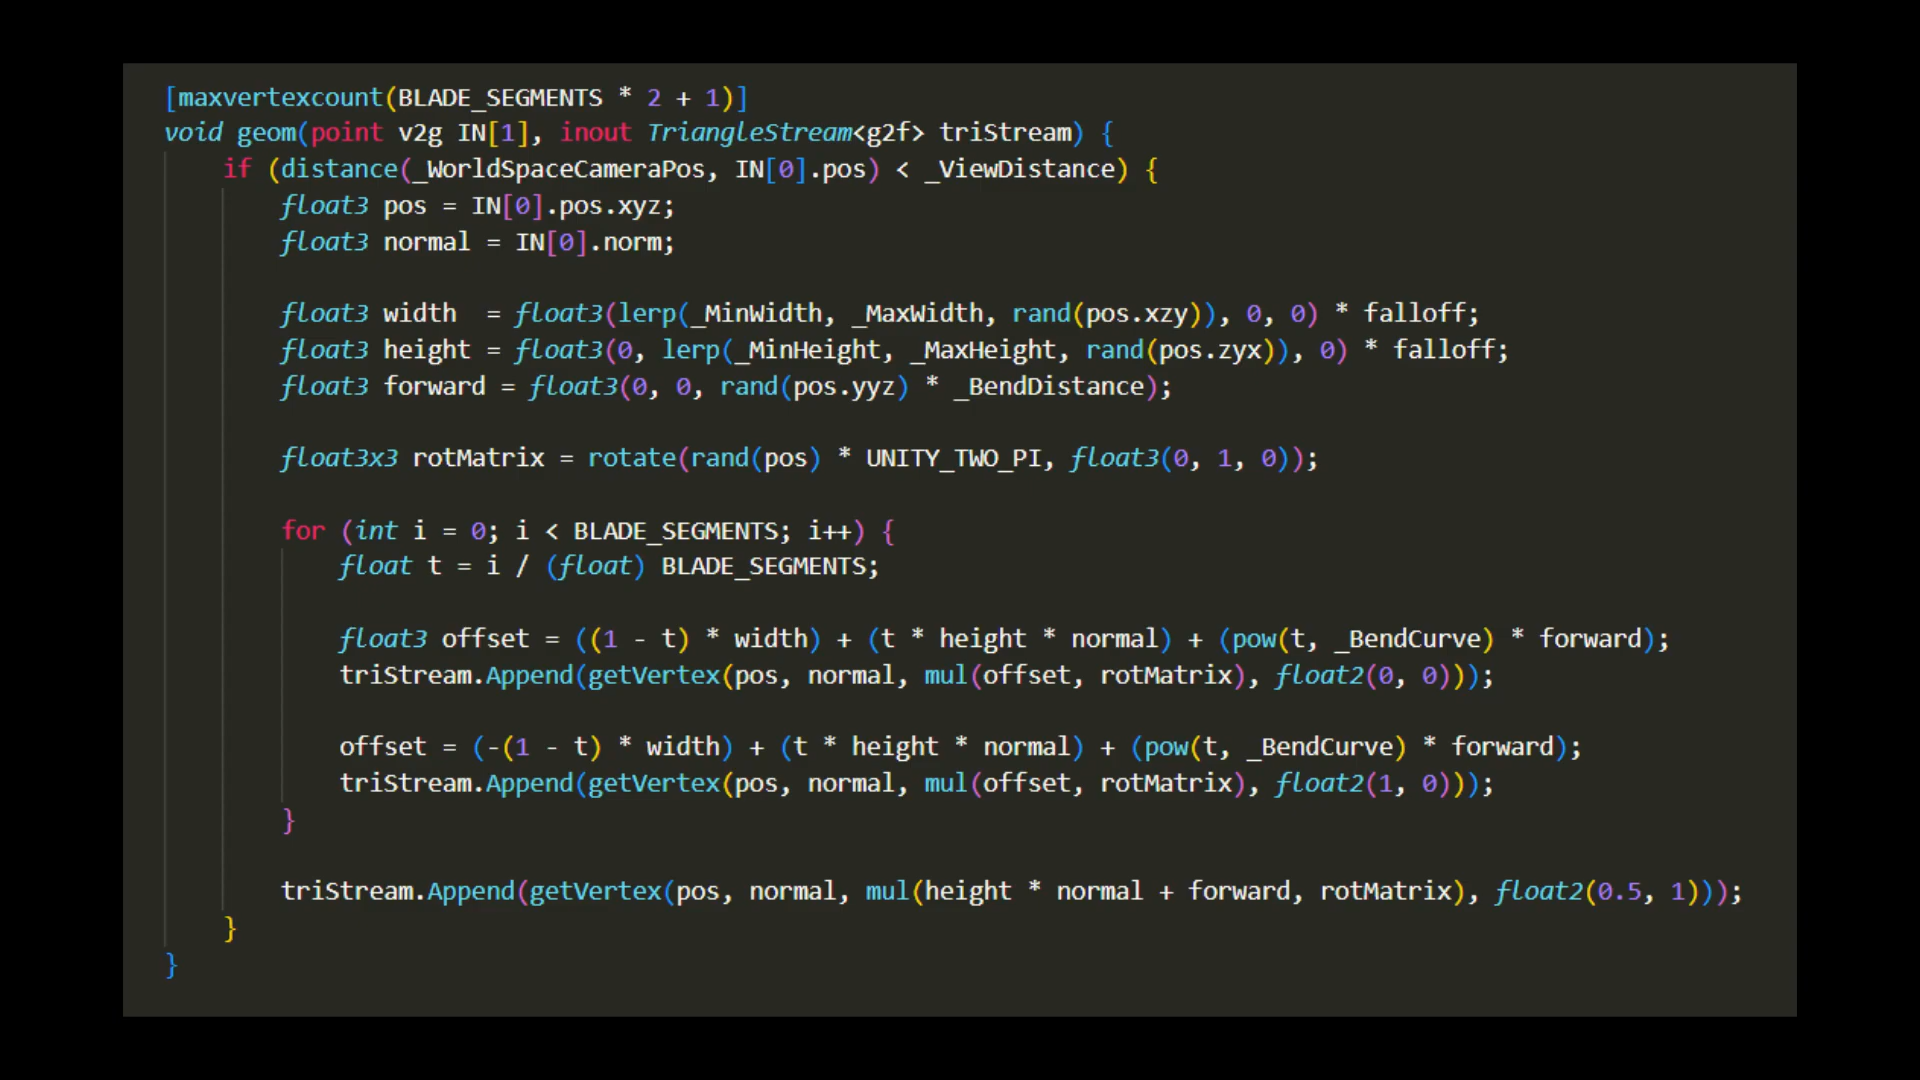 [maxvertexcount(BLADE_SEGMENTS * 2 + 1)]
void geom(point v2g IN[1], inout TriangleStream<g2f> triStream) {
    if (distance(_WorldSpaceCameraPos, IN[0].pos) < _ViewDistance) {
        float3 pos = IN[0].pos.xyz;
        float3 normal = IN[0].norm;

        float3 width  = float3(lerp(_MinWidth, _MaxWidth, rand(pos.xzy)), 0, 0) * falloff;
        float3 height = float3(0, lerp(_MinHeight, _MaxHeight, rand(pos.zyx)), 0) * falloff;
        float3 forward = float3(0, 0, rand(pos.yyz) * _BendDistance);

        float3x3 rotMatrix = rotate(rand(pos) * UNITY_TWO_PI, float3(0, 1, 0));

        for (int i = 0; i < BLADE_SEGMENTS; i++) {
            float t = i / (float) BLADE_SEGMENTS;

            float3 offset = ((1 - t) * width) + (t * height * normal) + (pow(t, _BendCurve) * forward);
            triStream.Append(getVertex(pos, normal, mul(offset, rotMatrix), float2(0, 0)));

            offset = (-(1 - t) * width) + (t * height * normal) + (pow(t, _BendCurve) * forward);
            triStream.Append(getVertex(pos, normal, mul(offset, rotMatrix), float2(1, 0)));
        }

        triStream.Append(getVertex(pos, normal, mul(height * normal + forward, rotMatrix), float2(0.5, 1)));
    }
}